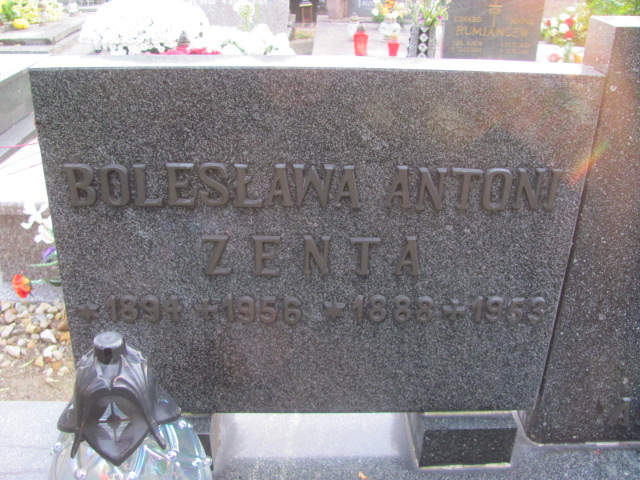 RUMIANCEW
BOLESŁAWA ANTONI
ZENTA
★1894 +1956 ★1888 +1953